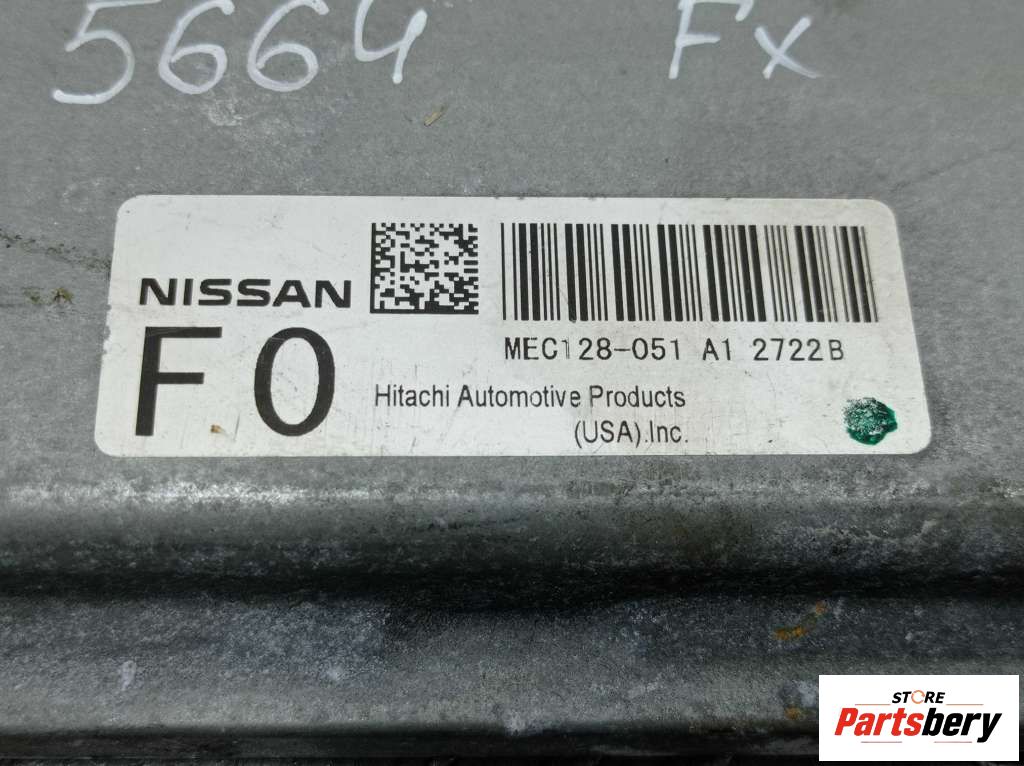 5664 Fx
NISSAN
F0
MEC128-051 A1 2722B
Hitachi Automotive Products
(USA).Inc.
STORE
Partsbery